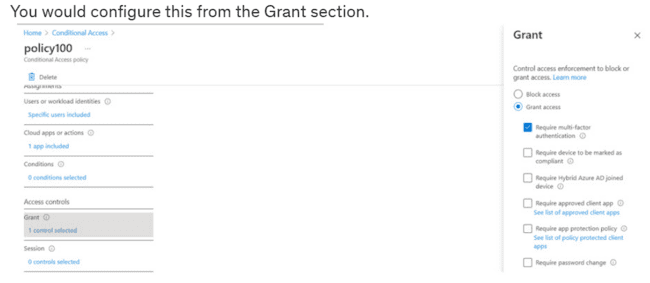 You would configure this from the Grant section.
Home > Conditional Access >
policy100 ...
Conditional Access policy
Delete
Assignments
Users or workload identities
Specific users included
Cloud apps or actions
1 app included
Conditions
0 conditions selected
Access controls
Grant
1 control selected
Session
0 controls selected
Grant
Control access enforcement to block or
grant access. Learn more
Block access
Grant access
Require multi-factor
authentication
Require device to be marked as
compliant
Require Hybrid Azure AD joined
device
Require approved client app
See list of approved client apps
Require app protection policy
See list of policy protected client
apps
Require password change